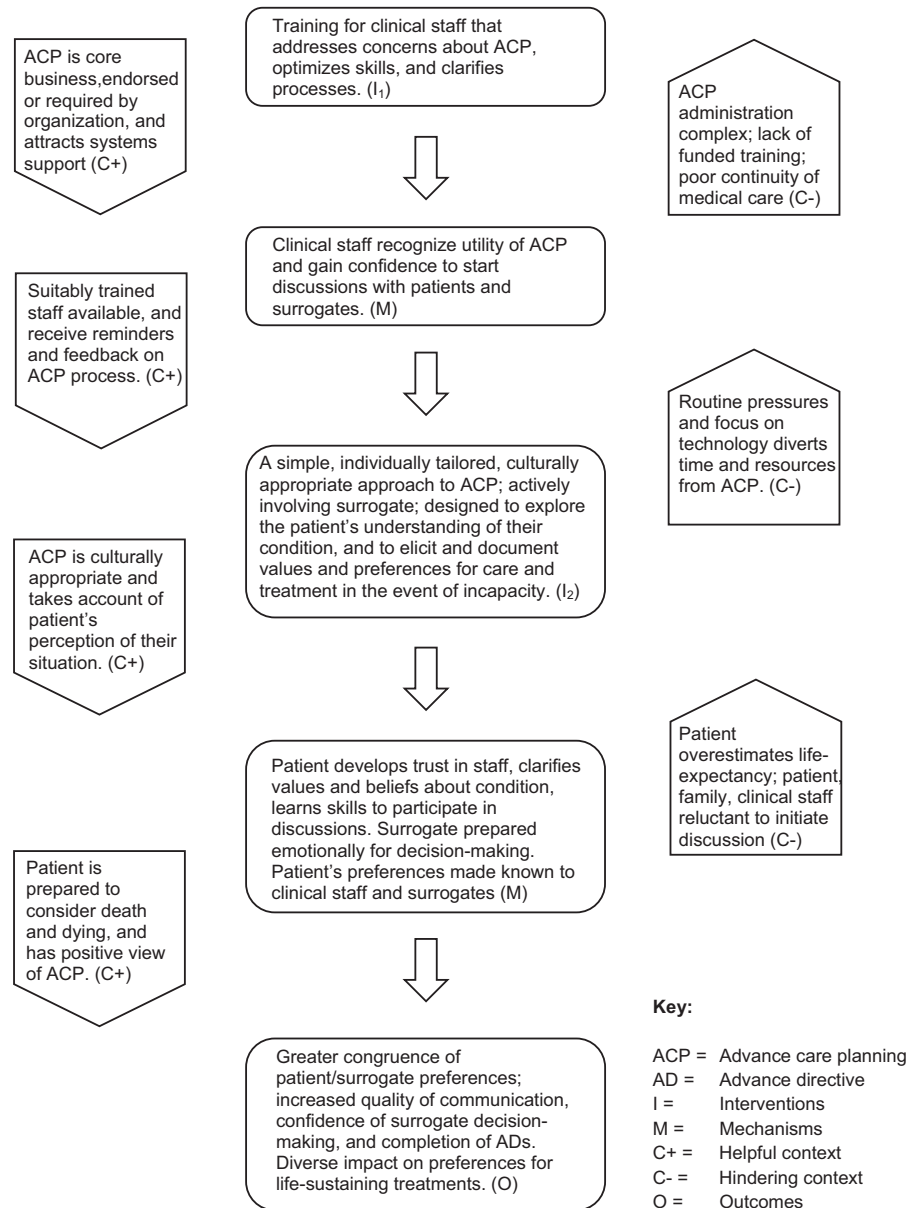 Training for clinical staff that
addresses concerns about ACP,
optimizes skills, and clarifies
processes. (I₁)
ACP is core
business,endorsed
or required by
organization, and
attracts systems
support (C+)
ACP
administration
complex; lack of
funded training;
poor continuity of
medical care (C-)
Clinical staff recognize utility of ACP
and gain confidence to start
discussions with patients and
surrogates. (M)
Suitably trained
staff available, and
receive reminders
and feedback on
ACP process. (C+)
Routine pressures
and focus on
technology diverts
time and resources
from ACP. (C-)
A simple, individually tailored, culturally
appropriate approach to ACP; actively
involving surrogate; designed to explore
the patient's understanding of their
condition, and to elicit and document
values and preferences for care and
treatment in the event of incapacity. (I₂)
ACP is culturally
appropriate and
takes account of
patient's
perception of their
situation. (C+)
Patient
overestimates life-
expectancy; patient,
family, clinical staff
reluctant to initiate
discussion (C-)
Patient develops trust in staff, clarifies
values and beliefs about condition,
learns skills to participate in
discussions. Surrogate prepared
emotionally for decision-making.
Patient's preferences made known to
clinical staff and surrogates (M)
Patient is
prepared to
consider death
and dying, and
has positive view
of ACP. (C+)
Greater congruence of
patient/surrogate preferences;
increased quality of communication,
confidence of surrogate decision-
making, and completion of ADs.
Diverse impact on preferences for
life-sustaining treatments. (O)
Key:
ACP = Advance care planning
AD = Advance directive
I = Interventions
M = Mechanisms
C+ = Helpful context
C- = Hindering context
O = Outcomes